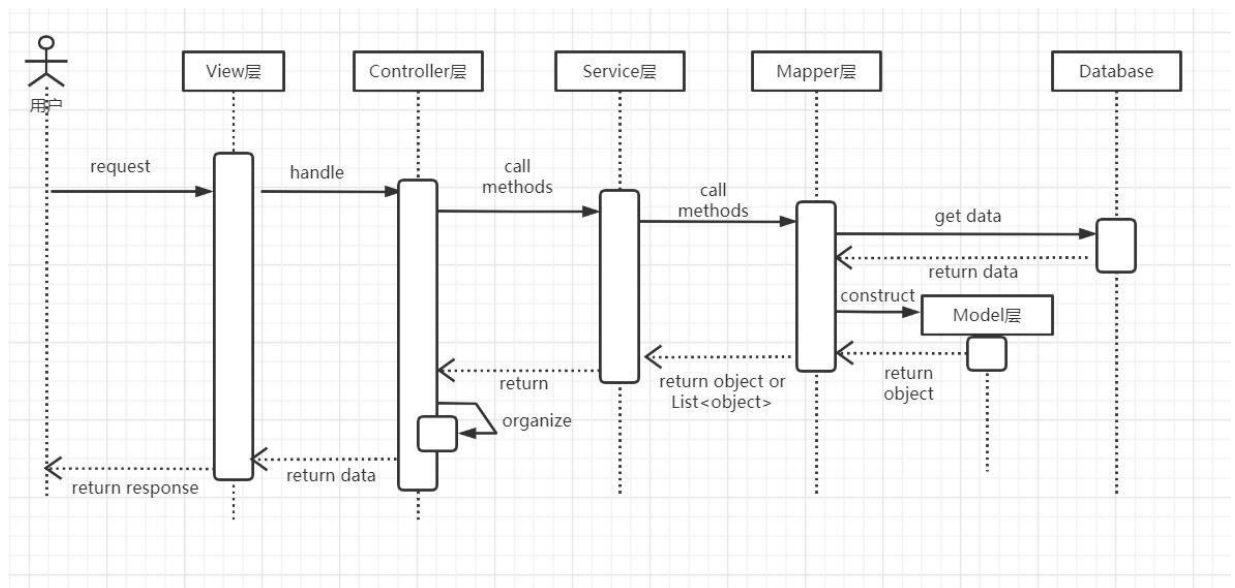 View层
Controller层
Service层
Mapper层
Database
用户
request
handle
call
methods
call
methods
get data
return data
construct
Model层
return
object
return object or
List<object>
return
organize
return data
return response